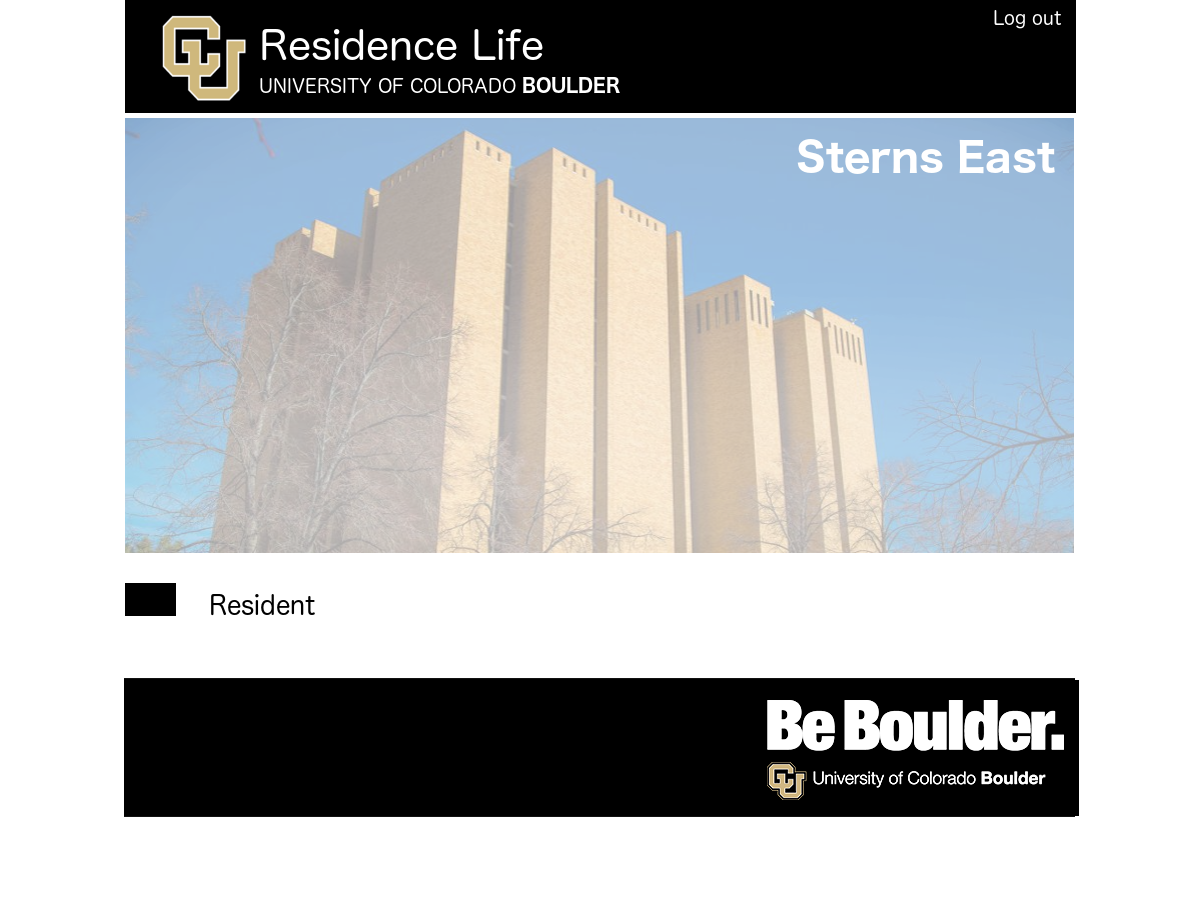 Log out
Residence Life
UNIVERSITY OF COLORADO BOULDER
Sterns East
Resident
Be Boulder.
University of Colorado Boulder